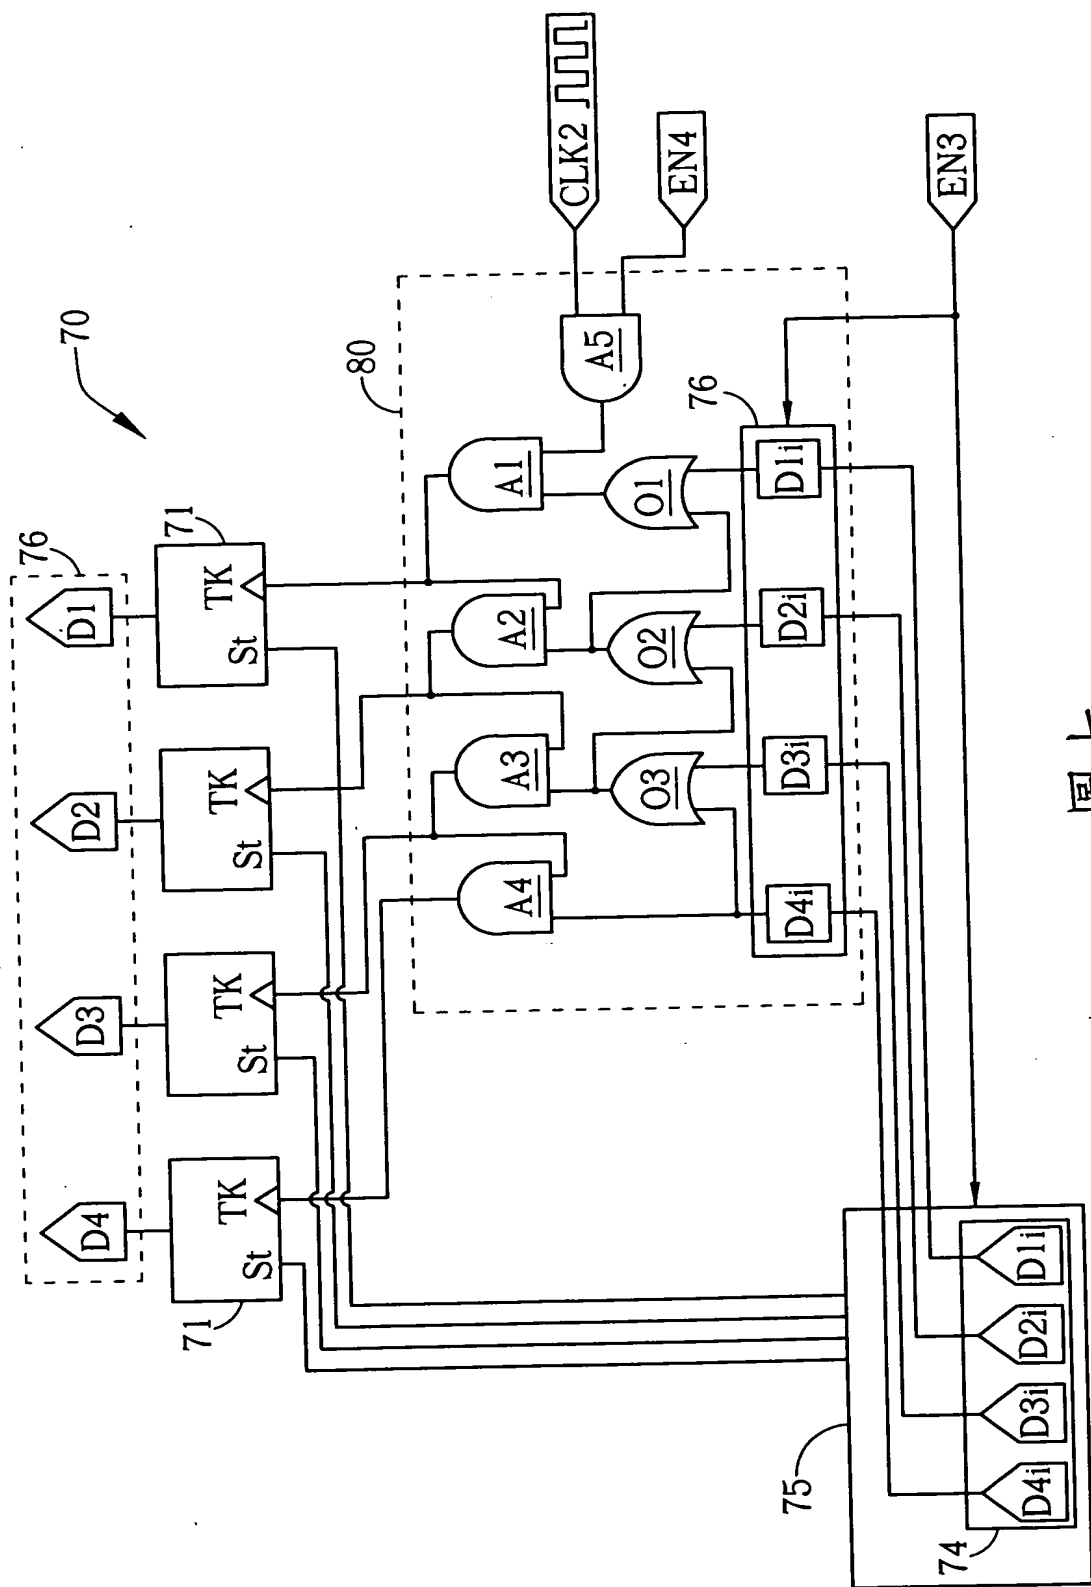 70
76
D4
D3
D2
D1
71
71
St
TK
St
TK
St
TK
St
TK
80
A4
A3
A2
A1
A5
CLK2
EN4
O3
O2
O1
76
D4i
D3i
D2i
D1i
EN3
75
74
D4i
D3i
D2i
D1i
圖七